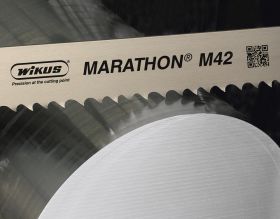 WIKUS
Precision at the cutting point
MARATHON® M42